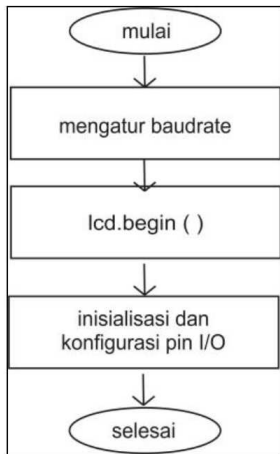 mulai
mengatur baudrate
lcd.begin ( )
inisialisasi dan
konfigurasi pin I/O
selesai